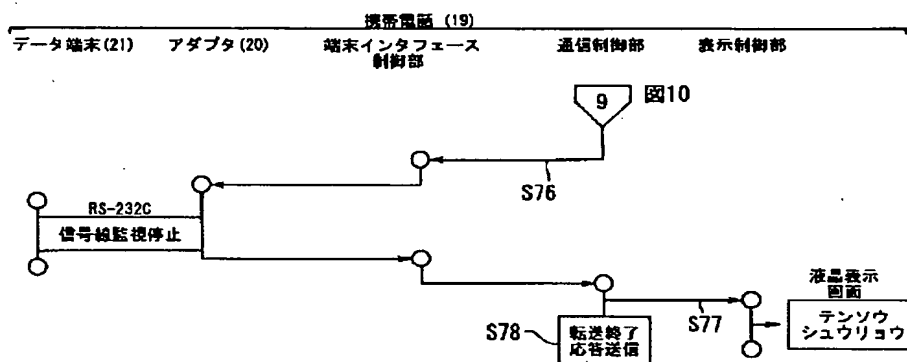 携帯電話 (19)
データ端末(21)
アダプタ(20)
端末インタフェース
制御部
通信制御部
表示制御部
9
図10
S76
RS-232C
信号線監視停止
液晶表示
画面
テンソウ
シュウリョウ
S77
S78
転送終了
応答送信